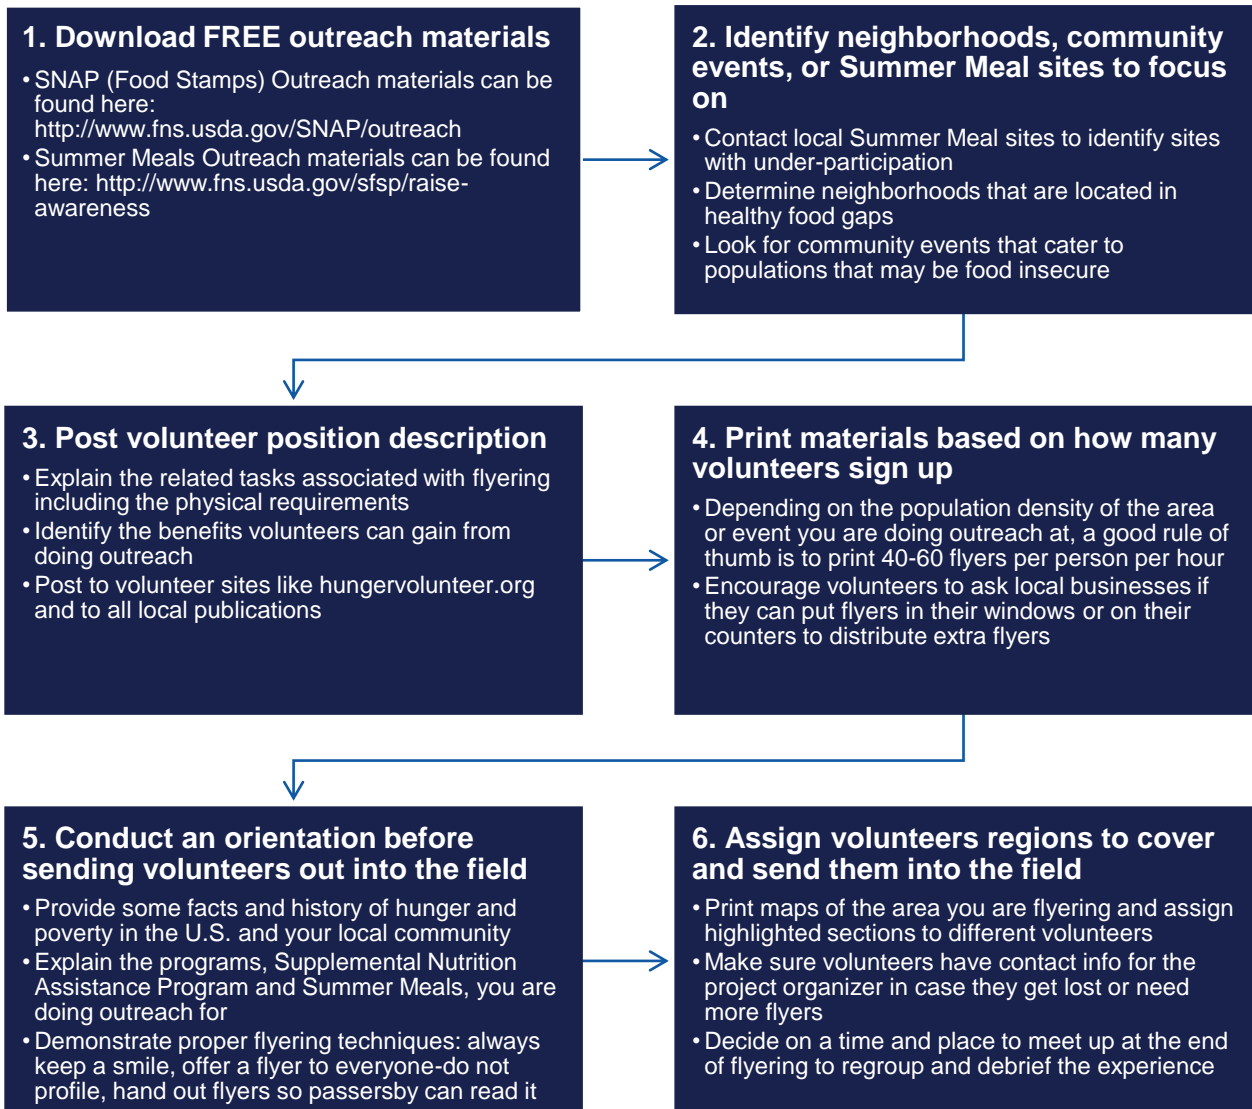 1. Download FREE outreach materials
• SNAP (Food Stamps) Outreach materials can be
found here:
http://www.fns.usda.gov/SNAP/outreach
• Summer Meals Outreach materials can be found
here: http://www.fns.usda.gov/sfsp/raise-
awareness
2. Identify neighborhoods, community
events, or Summer Meal sites to focus
on
• Contact local Summer Meal sites to identify sites
with under-participation
• Determine neighborhoods that are located in
healthy food gaps
• Look for community events that cater to
populations that may be food insecure
3. Post volunteer position description
• Explain the related tasks associated with flyering
including the physical requirements
• Identify the benefits volunteers can gain from
doing outreach
• Post to volunteer sites like hungervolunteer.org
and to all local publications
4. Print materials based on how many
volunteers sign up
• Depending on the population density of the area
or event you are doing outreach at, a good rule of
thumb is to print 40-60 flyers per person per hour
• Encourage volunteers to ask local businesses if
they can put flyers in their windows or on their
counters to distribute extra flyers
5. Conduct an orientation before
sending volunteers out into the field
• Provide some facts and history of hunger and
poverty in the U.S. and your local community
• Explain the programs, Supplemental Nutrition
Assistance Program and Summer Meals, you are
doing outreach for
• Demonstrate proper flyering techniques: always
keep a smile, offer a flyer to everyone-do not
profile, hand out flyers so passersby can read it
6. Assign volunteers regions to cover
and send them into the field
• Print maps of the area you are flyering and assign
highlighted sections to different volunteers
• Make sure volunteers have contact info for the
project organizer in case they get lost or need
more flyers
• Decide on a time and place to meet up at the end
of flyering to regroup and debrief the experience